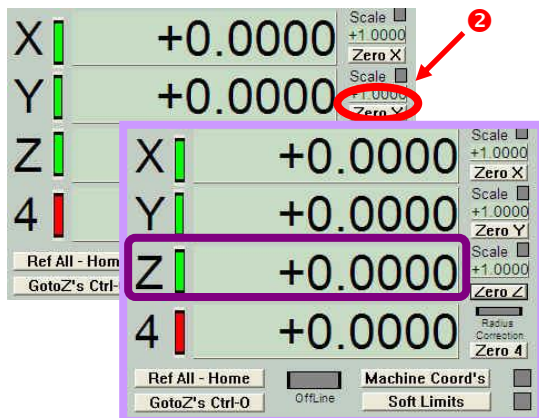 Scale
X +0.0000 +1.0000
Zero X
❷
Scale
Y +0.0000 +1.0000
Zero Y
Z
4
Ref All - Hom
GotoZ's Ctrl-
Scale
X +0.0000 +1.0000
Zero X
Scale
Y +0.0000 +1.0000
Zero Y
Scale
Z +0.0000 +1.0000
Zero Z
Radius
Correction
4 +0.0000
Zero 4
Ref All - Home OffLine Machine Coord's
GotoZ's Ctrl-O Soft Limits